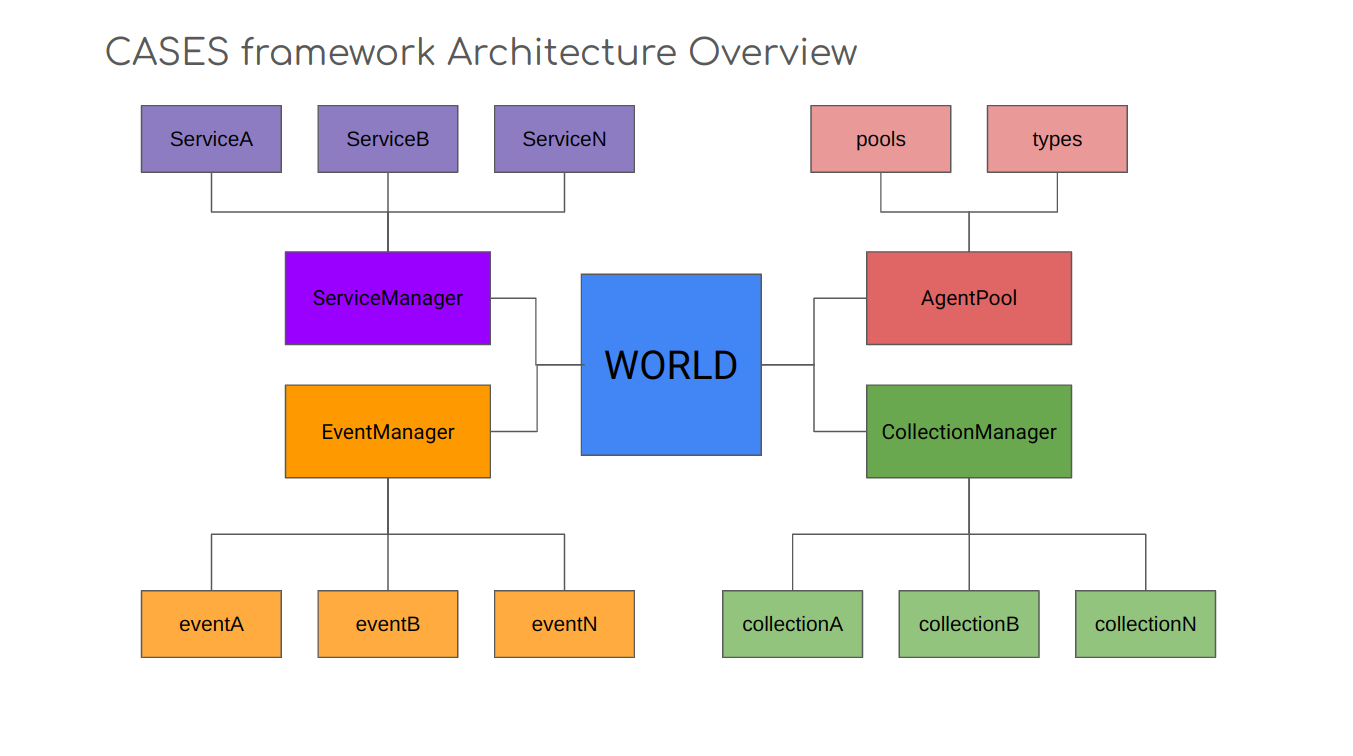 CASES framework Architecture Overview
ServiceA
ServiceB
ServiceN
pools
types
ServiceManager
AgentPool
WORLD
EventManager
CollectionManager
eventA
eventB
eventN
collectionA
collectionB
collectionN